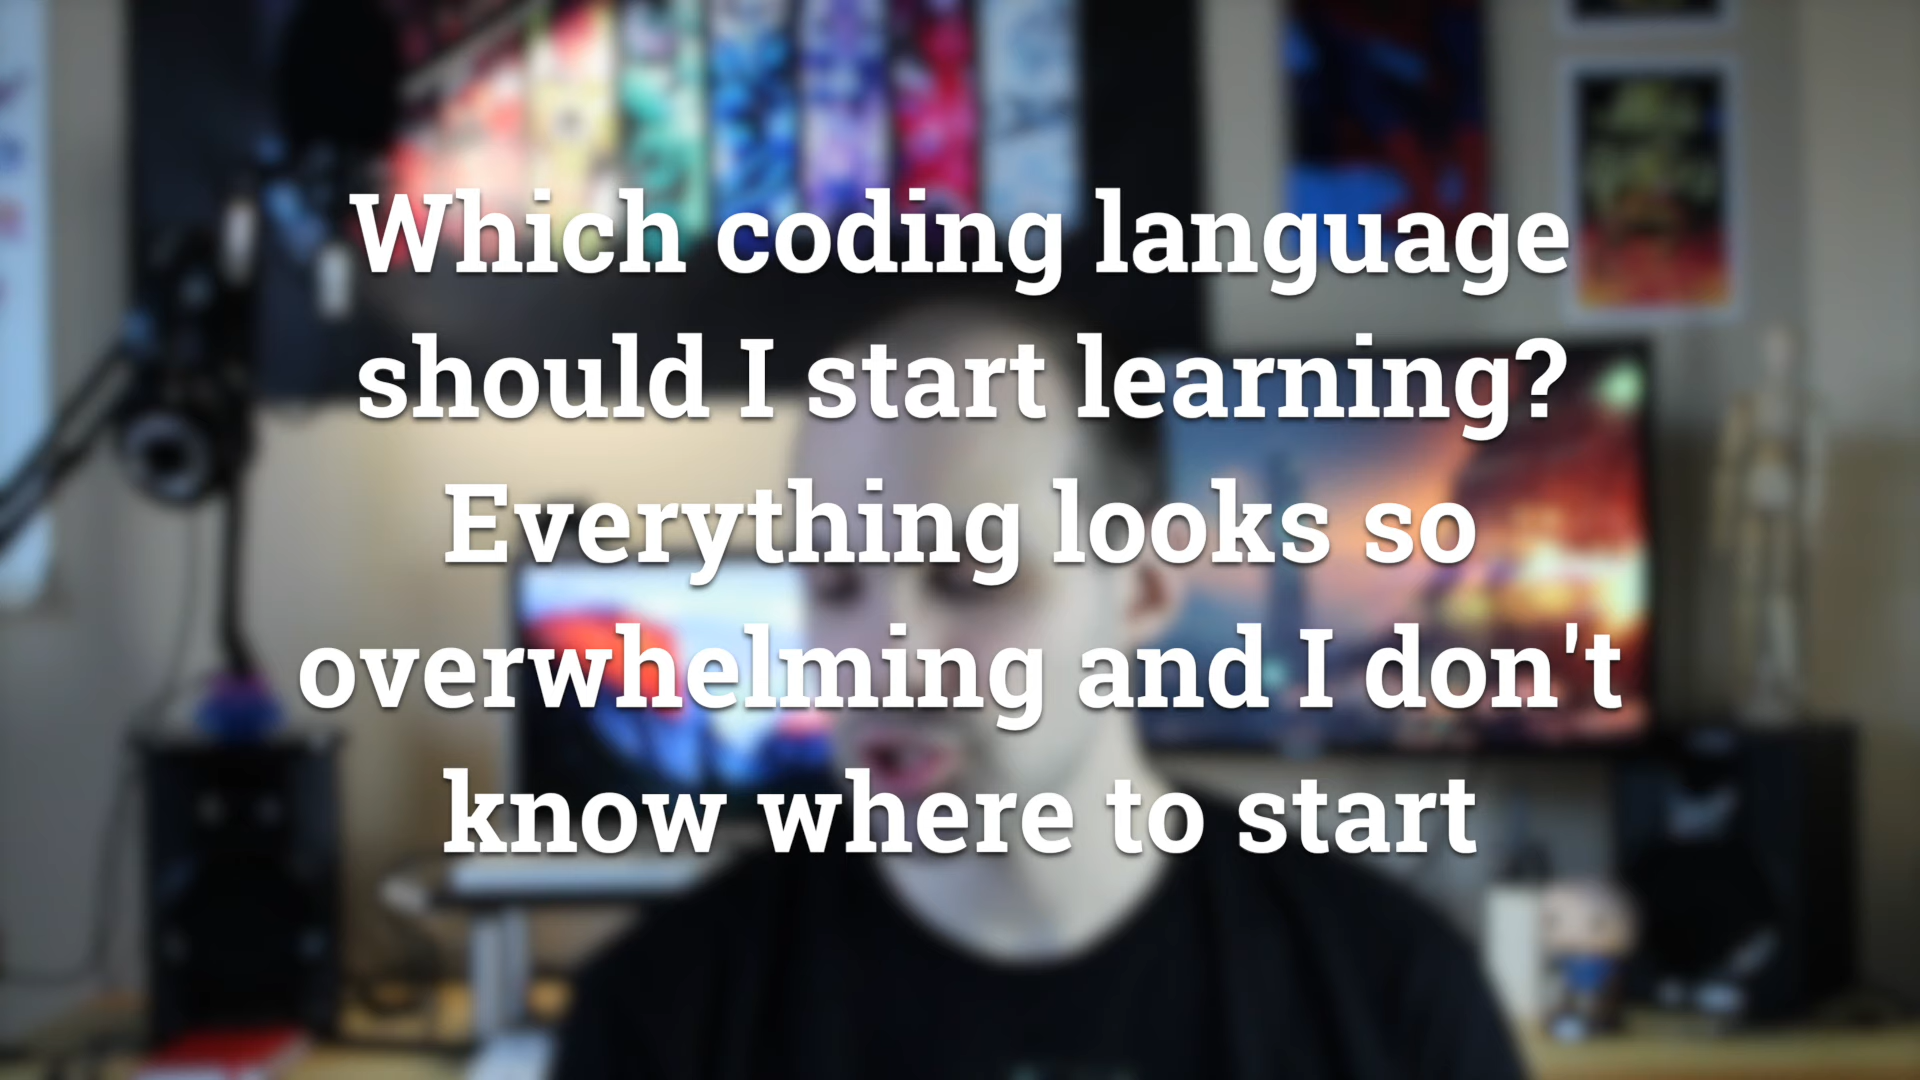 Which coding language
should I start learning?
Everything looks so
overwhelming and I don't
know where to start